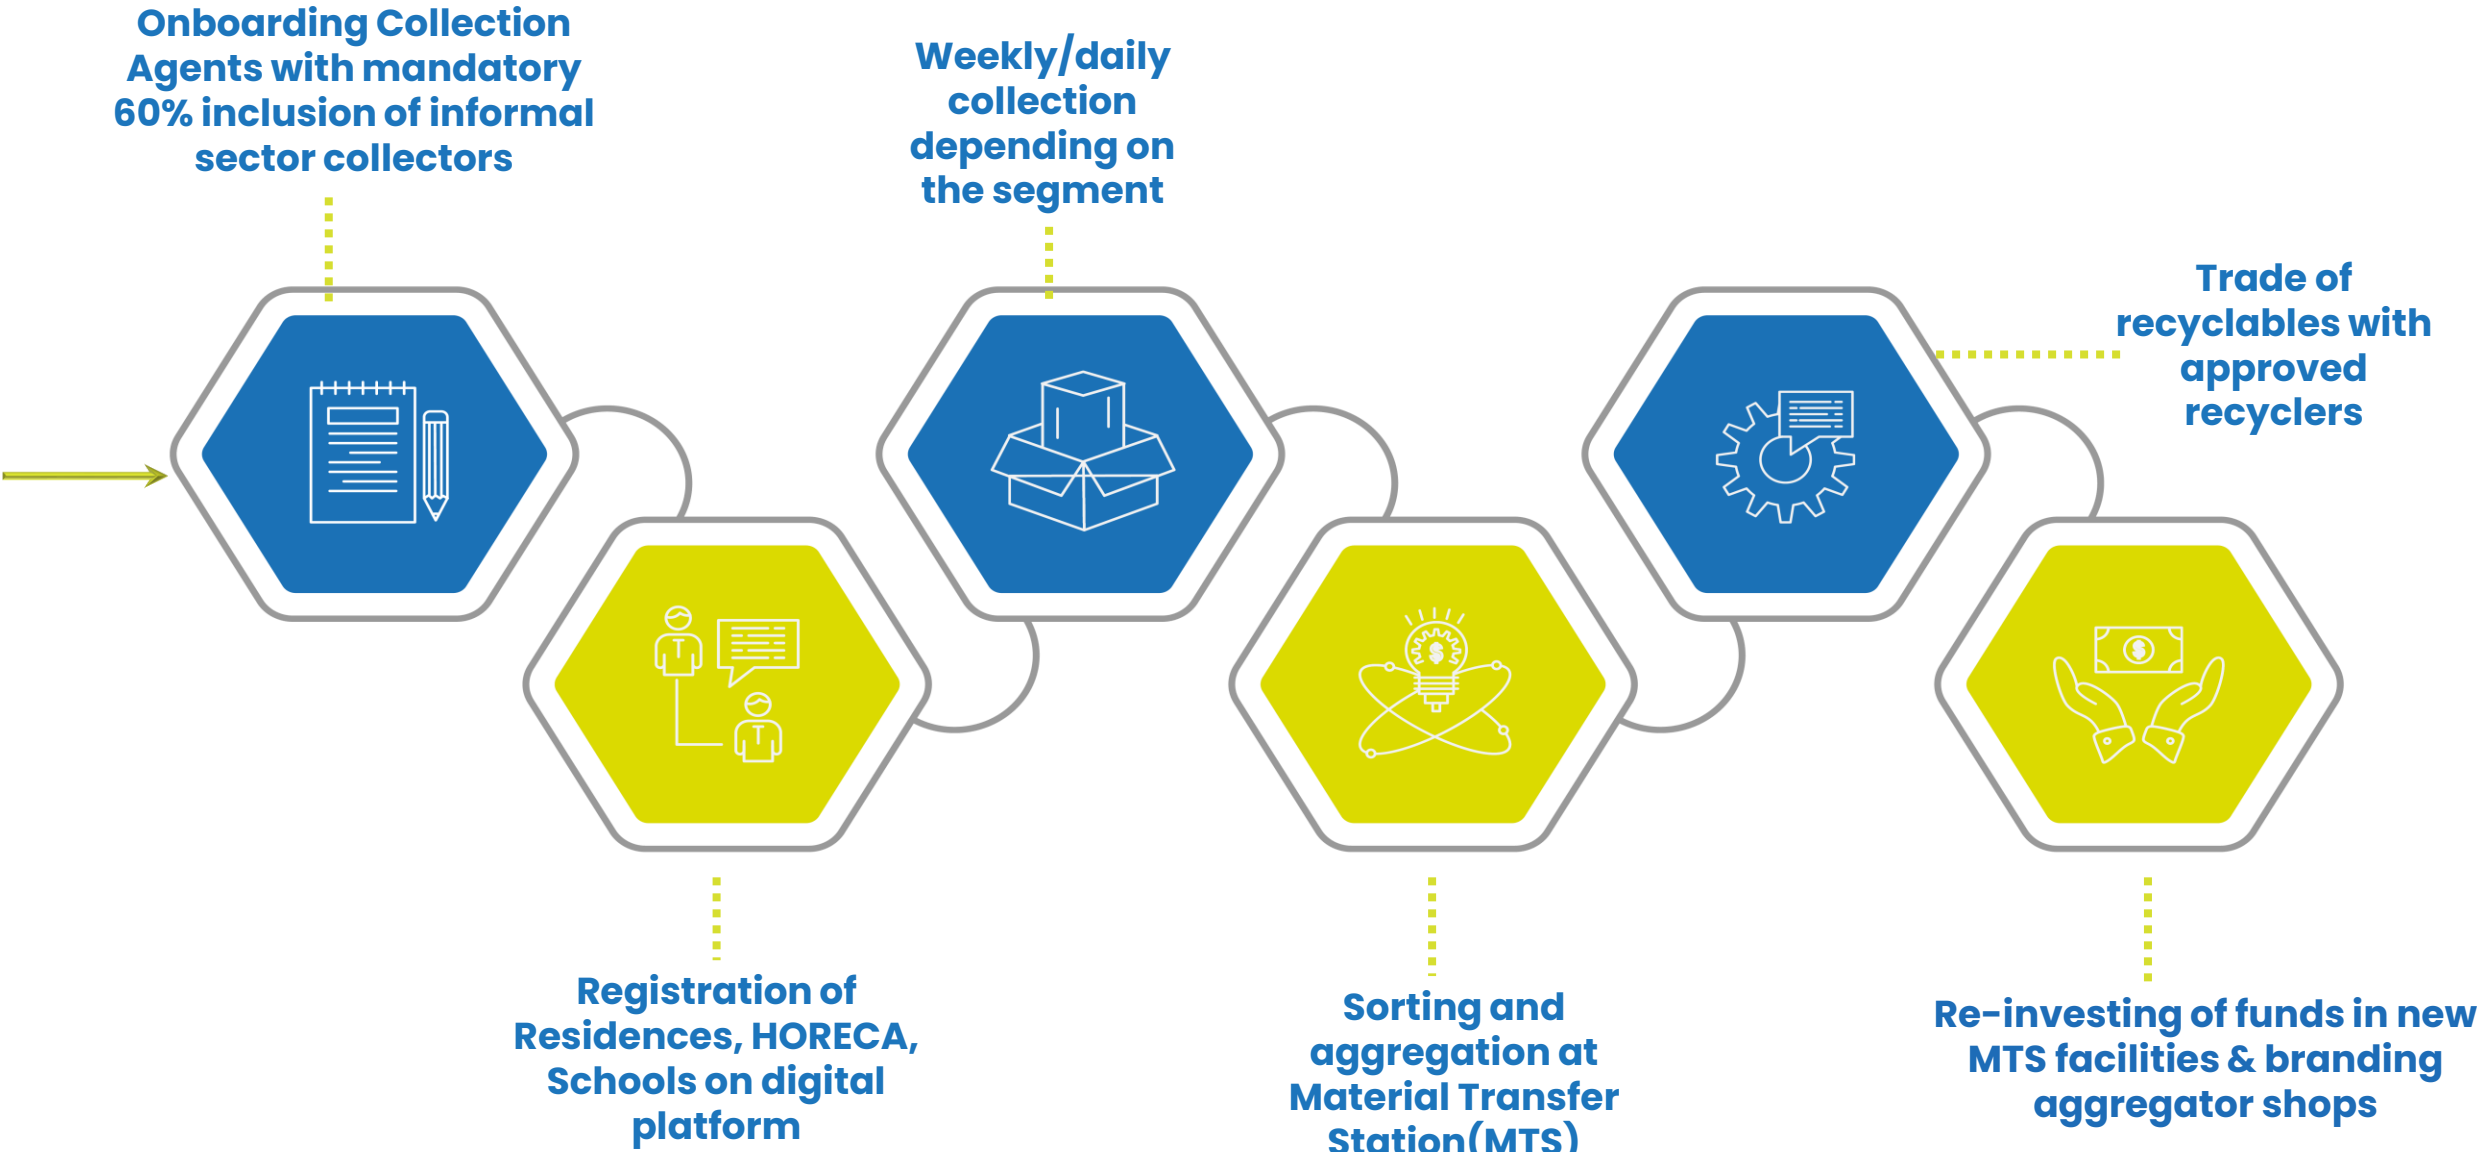 Onboarding Collection
Agents with mandatory
60% inclusion of informal
sector collectors
Registration of
Residences, HORECA,
Schools on digital
platform
Weekly/daily
collection
depending on
the segment
Sorting and
aggregation at
Material Transfer
Station(MTS)
Trade of
recyclables with
approved
recyclers
Re-investing of funds in new
MTS facilities & branding
aggregator shops
T
T
$
$